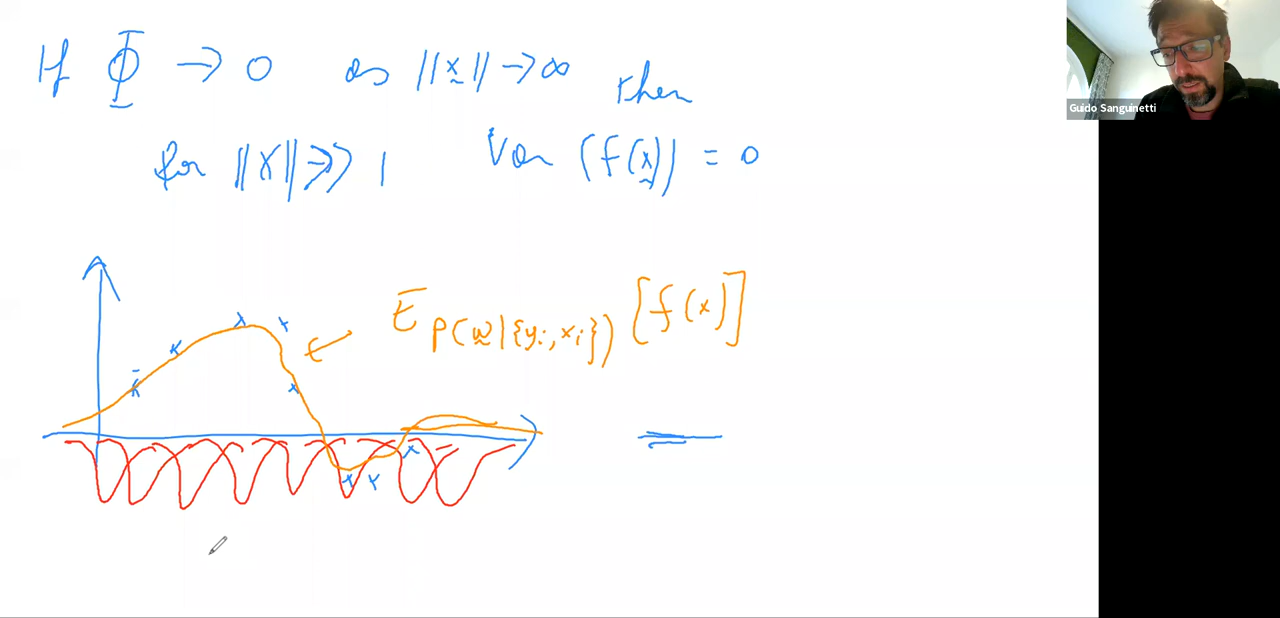 If Φ → 0 as ||x|| → ∞ then
for ||x|| >> 1 Var (f(x)) = 0
E p(w|{yi,xi}) [f(x)]
Guido Sanguinetti